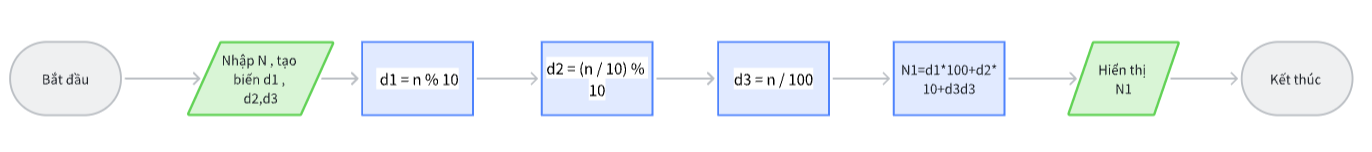 Bắt đầu
Nhập N , tạo
biến d1 ,
d2,d3
d1 = n % 10
d2 = (n / 10) %
10
d3 = n / 100
N1=d1*100+d2*
10+d3d3
Hiển thị
N1
Kết thúc